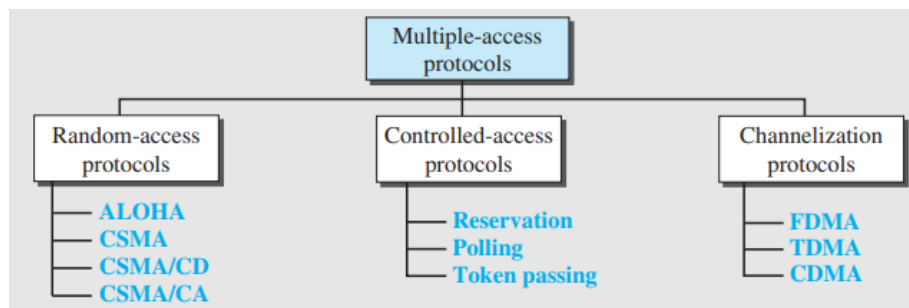 Multiple-access
protocols
Random-access
protocols
Controlled-access
protocols
Channelization
protocols
ALOHA
CSMA
CSMA/CD
CSMA/CA
Reservation
Polling
Token passing
FDMA
TDMA
CDMA